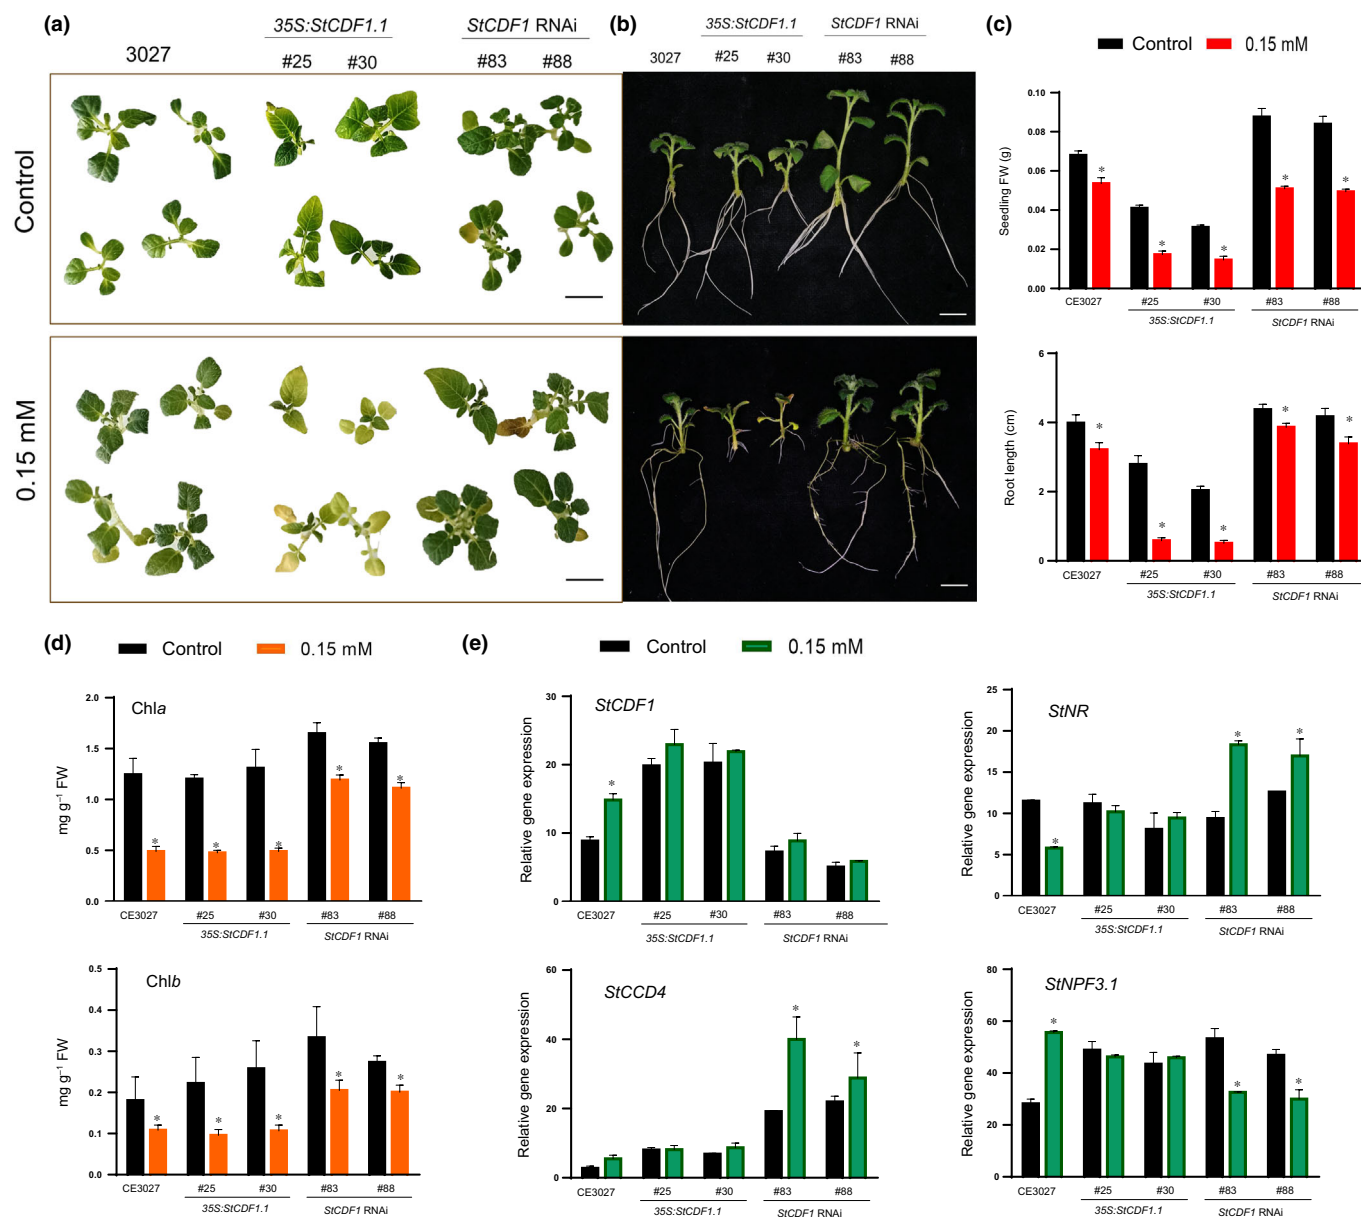 (a)
35S:StCDF1.1
StCDF1 RNAi
3027
#25
#30
#83
#88
Control
0.15 mM
(b)
35S:StCDF1.1
StCDF1 RNAi
3027
#25
#30
#83
#88
(c)
Control
0.15 mM
Seedling FW (g)
0.10
0.08
0.06
0.04
0.02
0.00
* * * * *
CE3027
#25
#30
#83
#88
35S:StCDF1.1
StCDF1 RNAi
Root length (cm)
6
4
2
0
* * * * *
CE3027
#25
#30
#83
#88
35S:StCDF1.1
StCDF1 RNAi
(d)
Control
0.15 mM
Chla
mg g⁻¹ FW
2.0
1.5
1.0
0.5
0.0
* * * * *
CE3027
#25
#30
#83
#88
35S:StCDF1.1
StCDF1 RNAi
Chlb
mg g⁻¹ FW
0.5
0.4
0.3
0.2
0.1
0.0
* * * * *
CE3027
#25
#30
#83
#88
35S:StCDF1.1
StCDF1 RNAi
(e)
Control
0.15 mM
StCDF1
Relative gene expression
30
20
10
0
*
CE3027
#25
#30
#83
#88
35S:StCDF1.1
StCDF1 RNAi
StNR
Relative gene expression
25
20
15
10
5
0
* * *
CE3027
#25
#30
#83
#88
35S:StCDF1.1
StCDF1 RNAi
StCCD4
Relative gene expression
60
40
20
0
* *
CE3027
#25
#30
#83
#88
35S:StCDF1.1
StCDF1 RNAi
StNPF3.1
Relative gene expression
80
60
40
20
0
* * *
CE3027
#25
#30
#83
#88
35S:StCDF1.1
StCDF1 RNAi